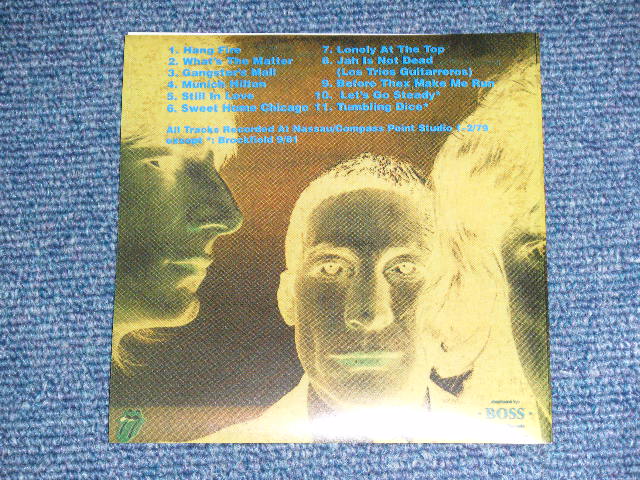 1. Hang Fire
2. What's The Matter
3. Gangster's Mall
4. Munich Hilton
5. Still In Love
6. Sweet Home Chicago
7. Lonely At The Top
8. Jah Is Not Dead
(Los Trios Guitarreros)
9. Before Thex Make Me Run
10. Let's Go Steady*
11. Tumbling Dice*
All Tracks Recorded At Nassau/Compass Point Studio 1-2/79
except *: Brockfield 9/81
BOSS